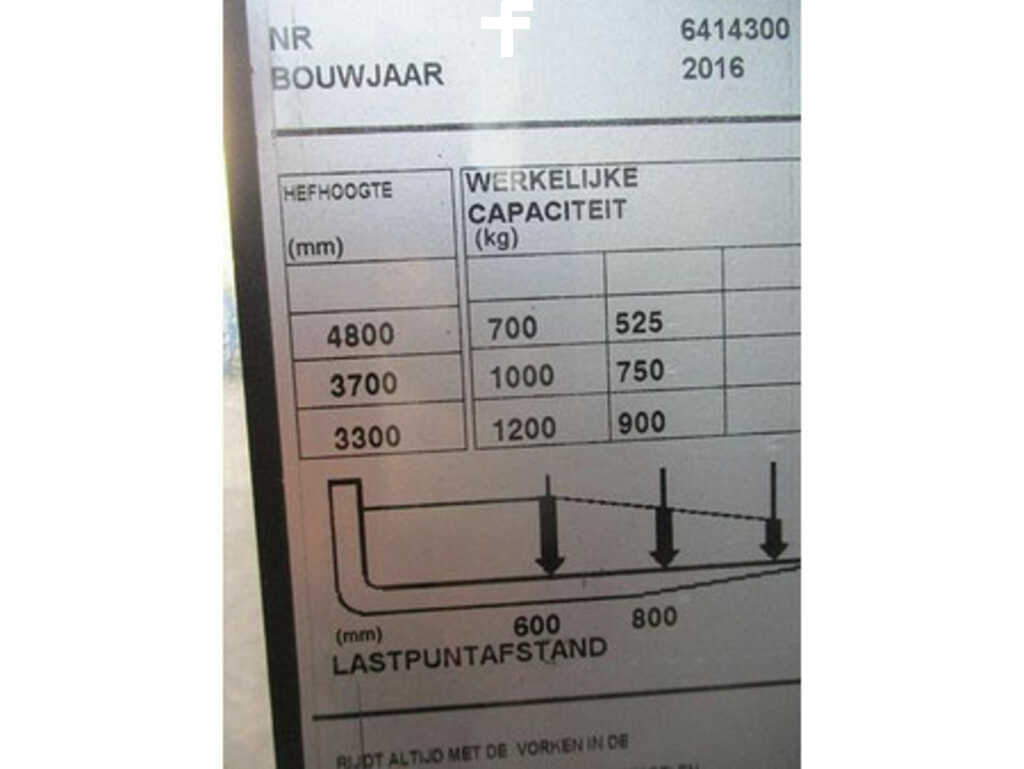 NR 6414300
BOUWJAAR 2016
HEFHOOGTE
(mm)
WERKELIJKE
CAPACITEIT
(kg)
4800 700 525
3700 1000 750
3300 1200 900
600 800
(mm)
LASTPUNTAFSTAND
RIJDT ALTIJD MET DE VORKEN IN DE